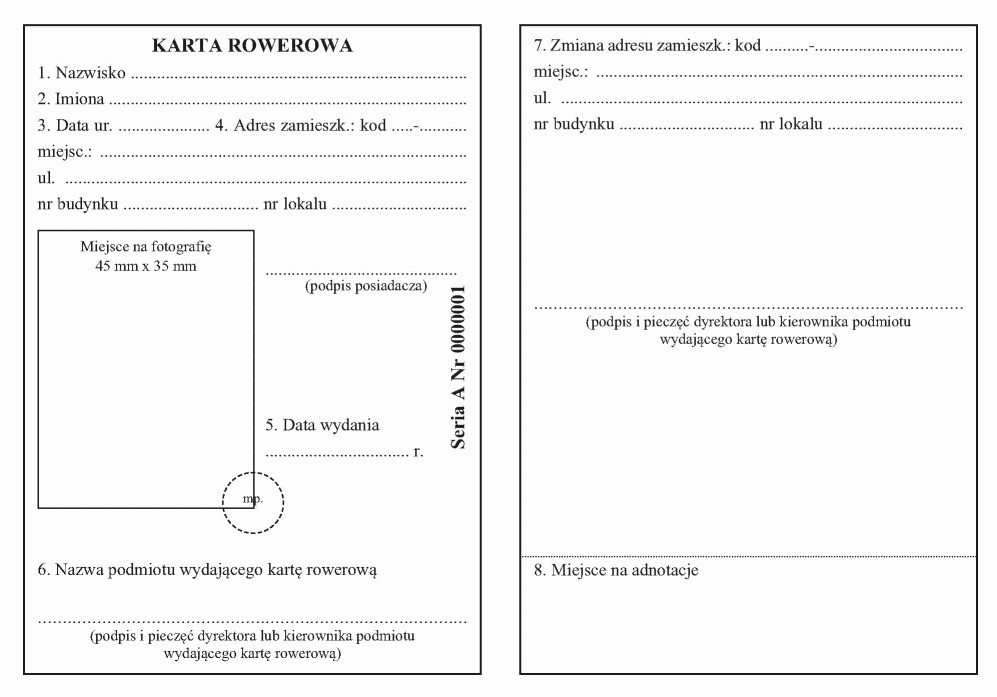 KARTA ROWEROWA
1. Nazwisko ............................................................................
2. Imiona .................................................................................
3. Data ur. ..................... 4. Adres zamieszk.: kod .....-...........
miejsc.: ...................................................................................
ul. ...........................................................................................
nr budynku ............................... nr lokalu ...............................
Miejsce na fotografię
45 mm x 35 mm
............................................
(podpis posiadacza)
Seria A Nr 0000001
5. Data wydania
................................. r.
mp.
6. Nazwa podmiotu wydającego kartę rowerową
..................................................................................................
(podpis i pieczęć dyrektora lub kierownika podmiotu
wydającego kartę rowerową)
7. Zmiana adresu zamieszk.: kod ..........-..................................
miejsc.: ...................................................................................
ul. ...........................................................................................
nr budynku ............................... nr lokalu ...............................
..................................................................................................
(podpis i pieczęć dyrektora lub kierownika podmiotu
wydającego kartę rowerową)
8. Miejsce na adnotacje